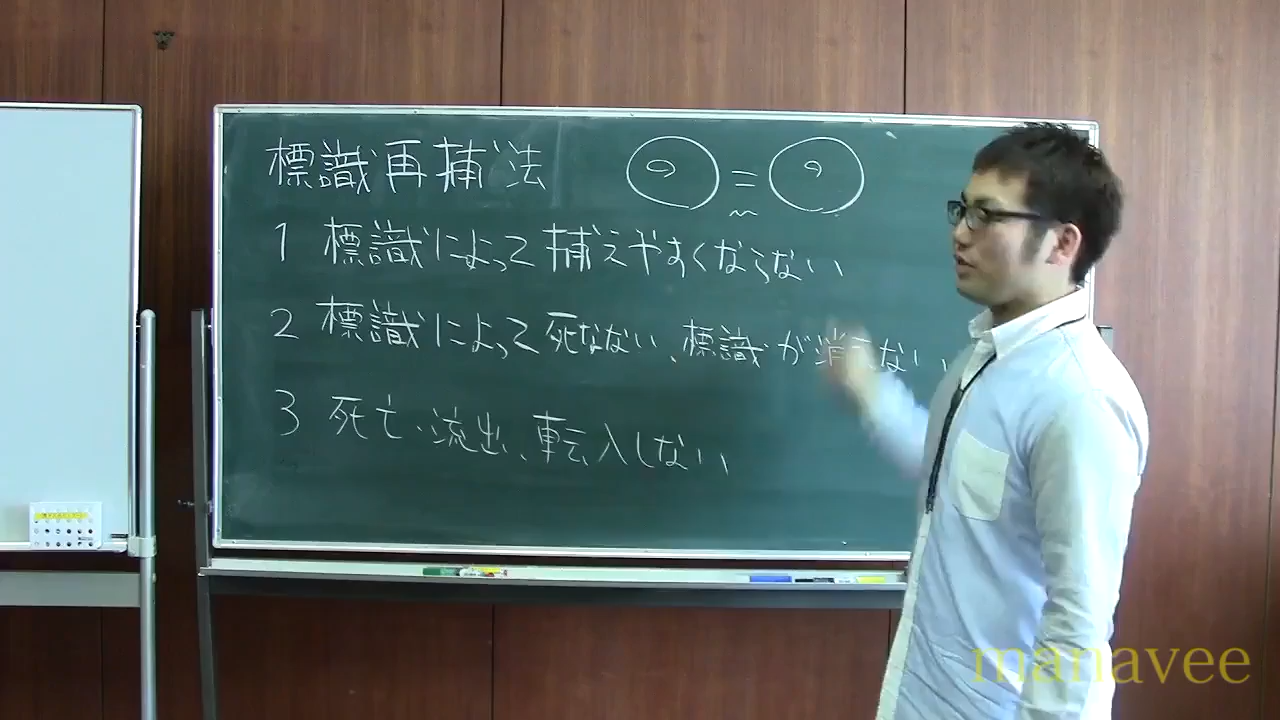 標識再捕法
1 標識によって捕えやすくならない
2 標識によって死なない、標識が消えない
3 死亡・流出、転入しない
manavee